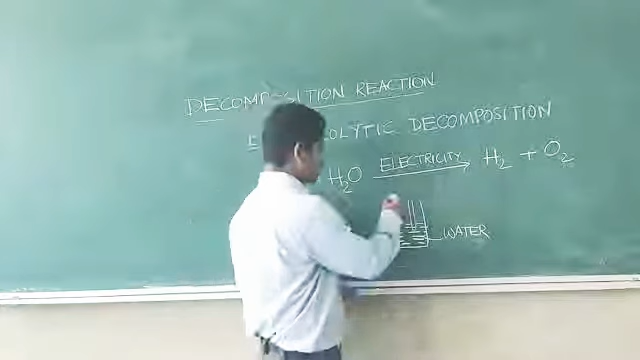 DECOMPOSITION REACTION
DECOMPOSITION
H₂O ELECTRICITY → H₂ + O₂
WATER